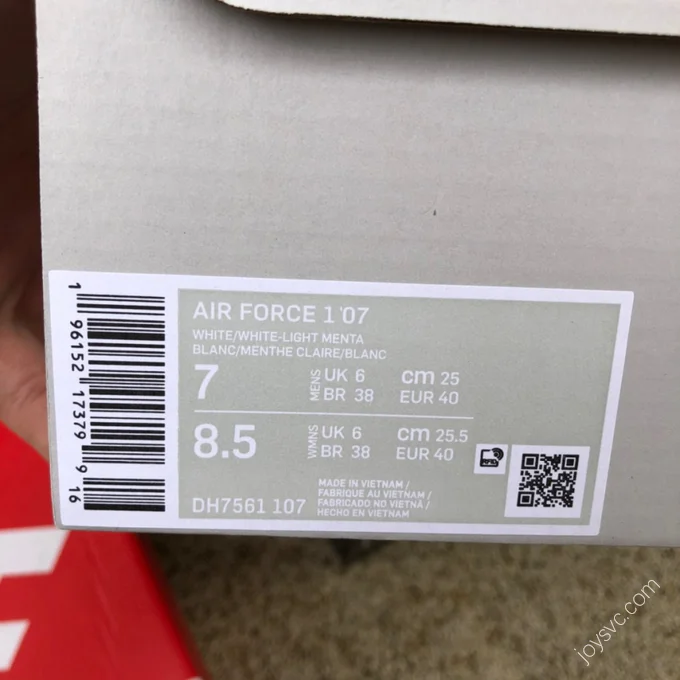 AIR FORCE 1 '07
WHITE/WHITE-LIGHT MENTA
BLANC/MENTHE CLAIRE/BLANC
7 MENS UK 6 cm 25
BR 38 EUR 40
8.5 WMNS UK 6 cm 25.5
BR 38 EUR 40
DH7561 107
MADE IN VIETNAM /
FABRIQUE AU VIETNAM /
FABRICADO NO VIETNÃ /
HECHO EN VIETNAM
1 96152 17379 9 16
joysvc.com